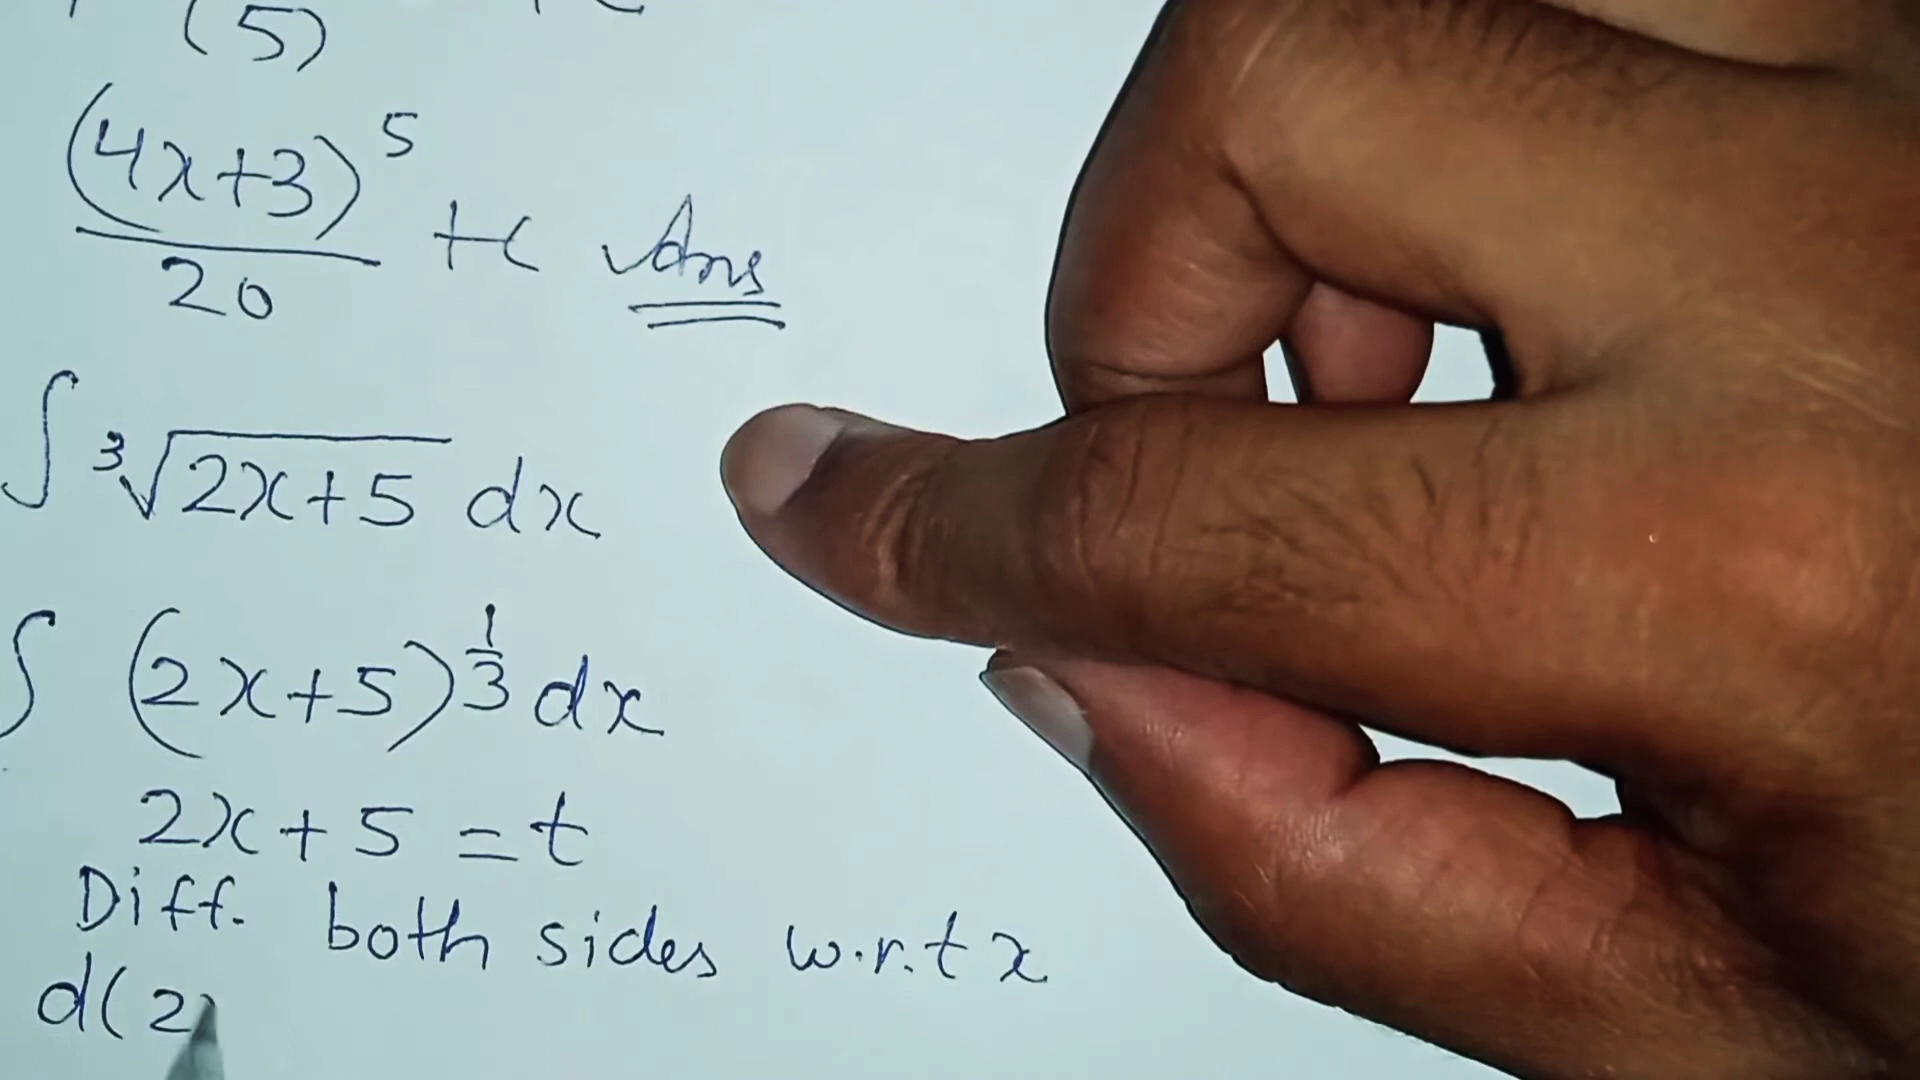 (5)
(4x+3)^5
/20 +c Ans
∫ ∛(2x+5) dx
∫ (2x+5)^(1/3) dx
2x+5 = t
Diff. both sides w.r.t x
d(2